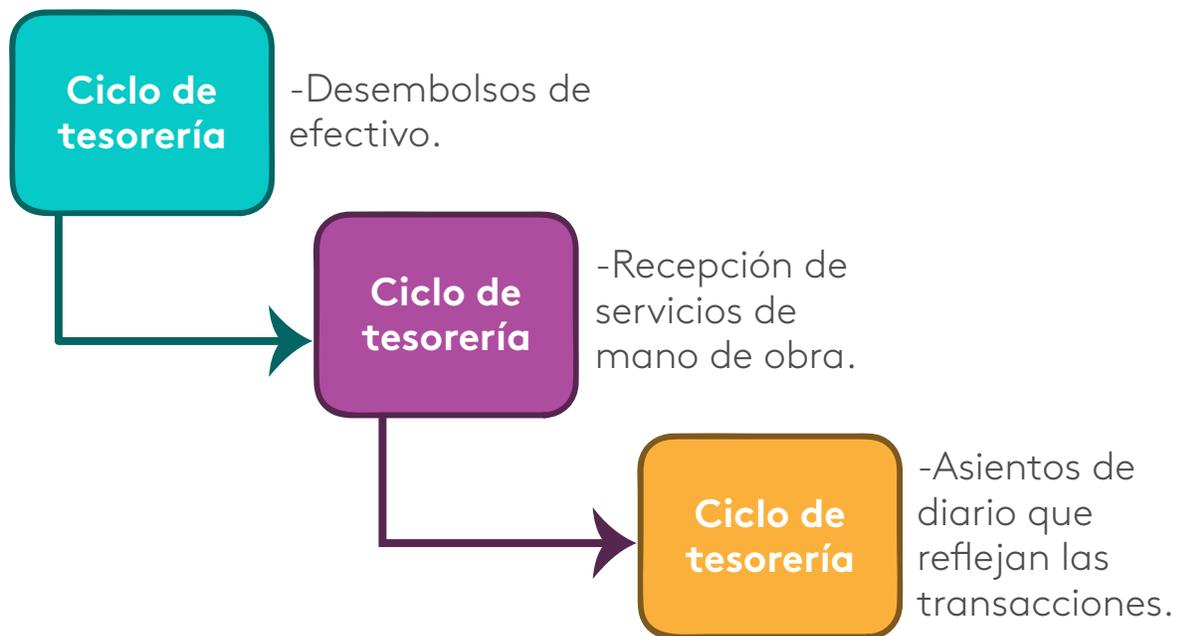 Ciclo de
tesorería
-Desembolsos de
efectivo.
Ciclo de
tesorería
-Recepción de
servicios de
mano de obra.
Ciclo de
tesorería
-Asientos de
diario que
reflejan las
transacciones.